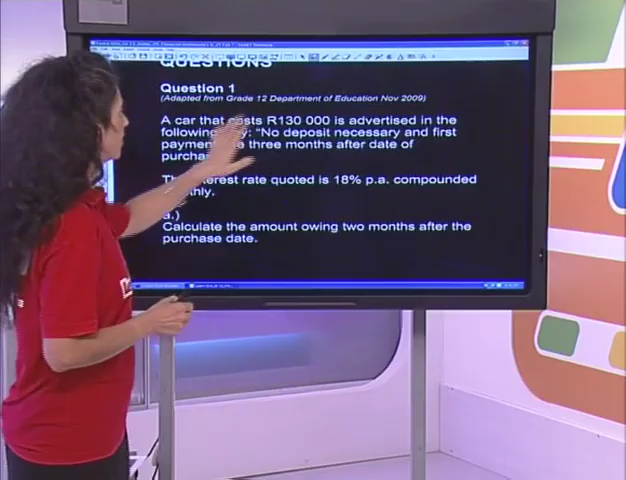 QUESTIONS
Question 1
(Adapted from Grade 12 Department of Education Nov 2009)
A car that costs R130 000 is advertised in the
following : "No deposit necessary and first
payment three months after date of
The interest rate quoted is 18% p.a. compounded
a.)
Calculate the amount owing two months after the
purchase date.